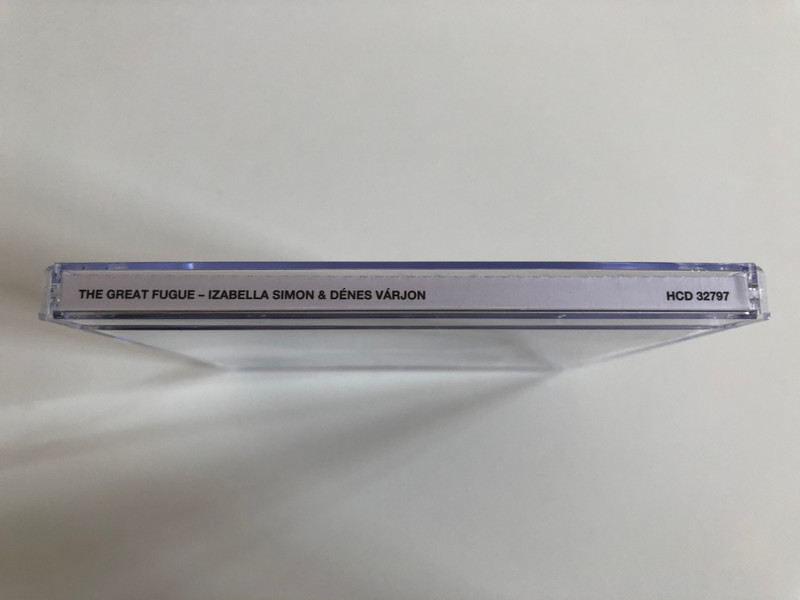 THE GREAT FUGUE – IZABELLA SIMON & DÉNES VÁRJON HCD 32797